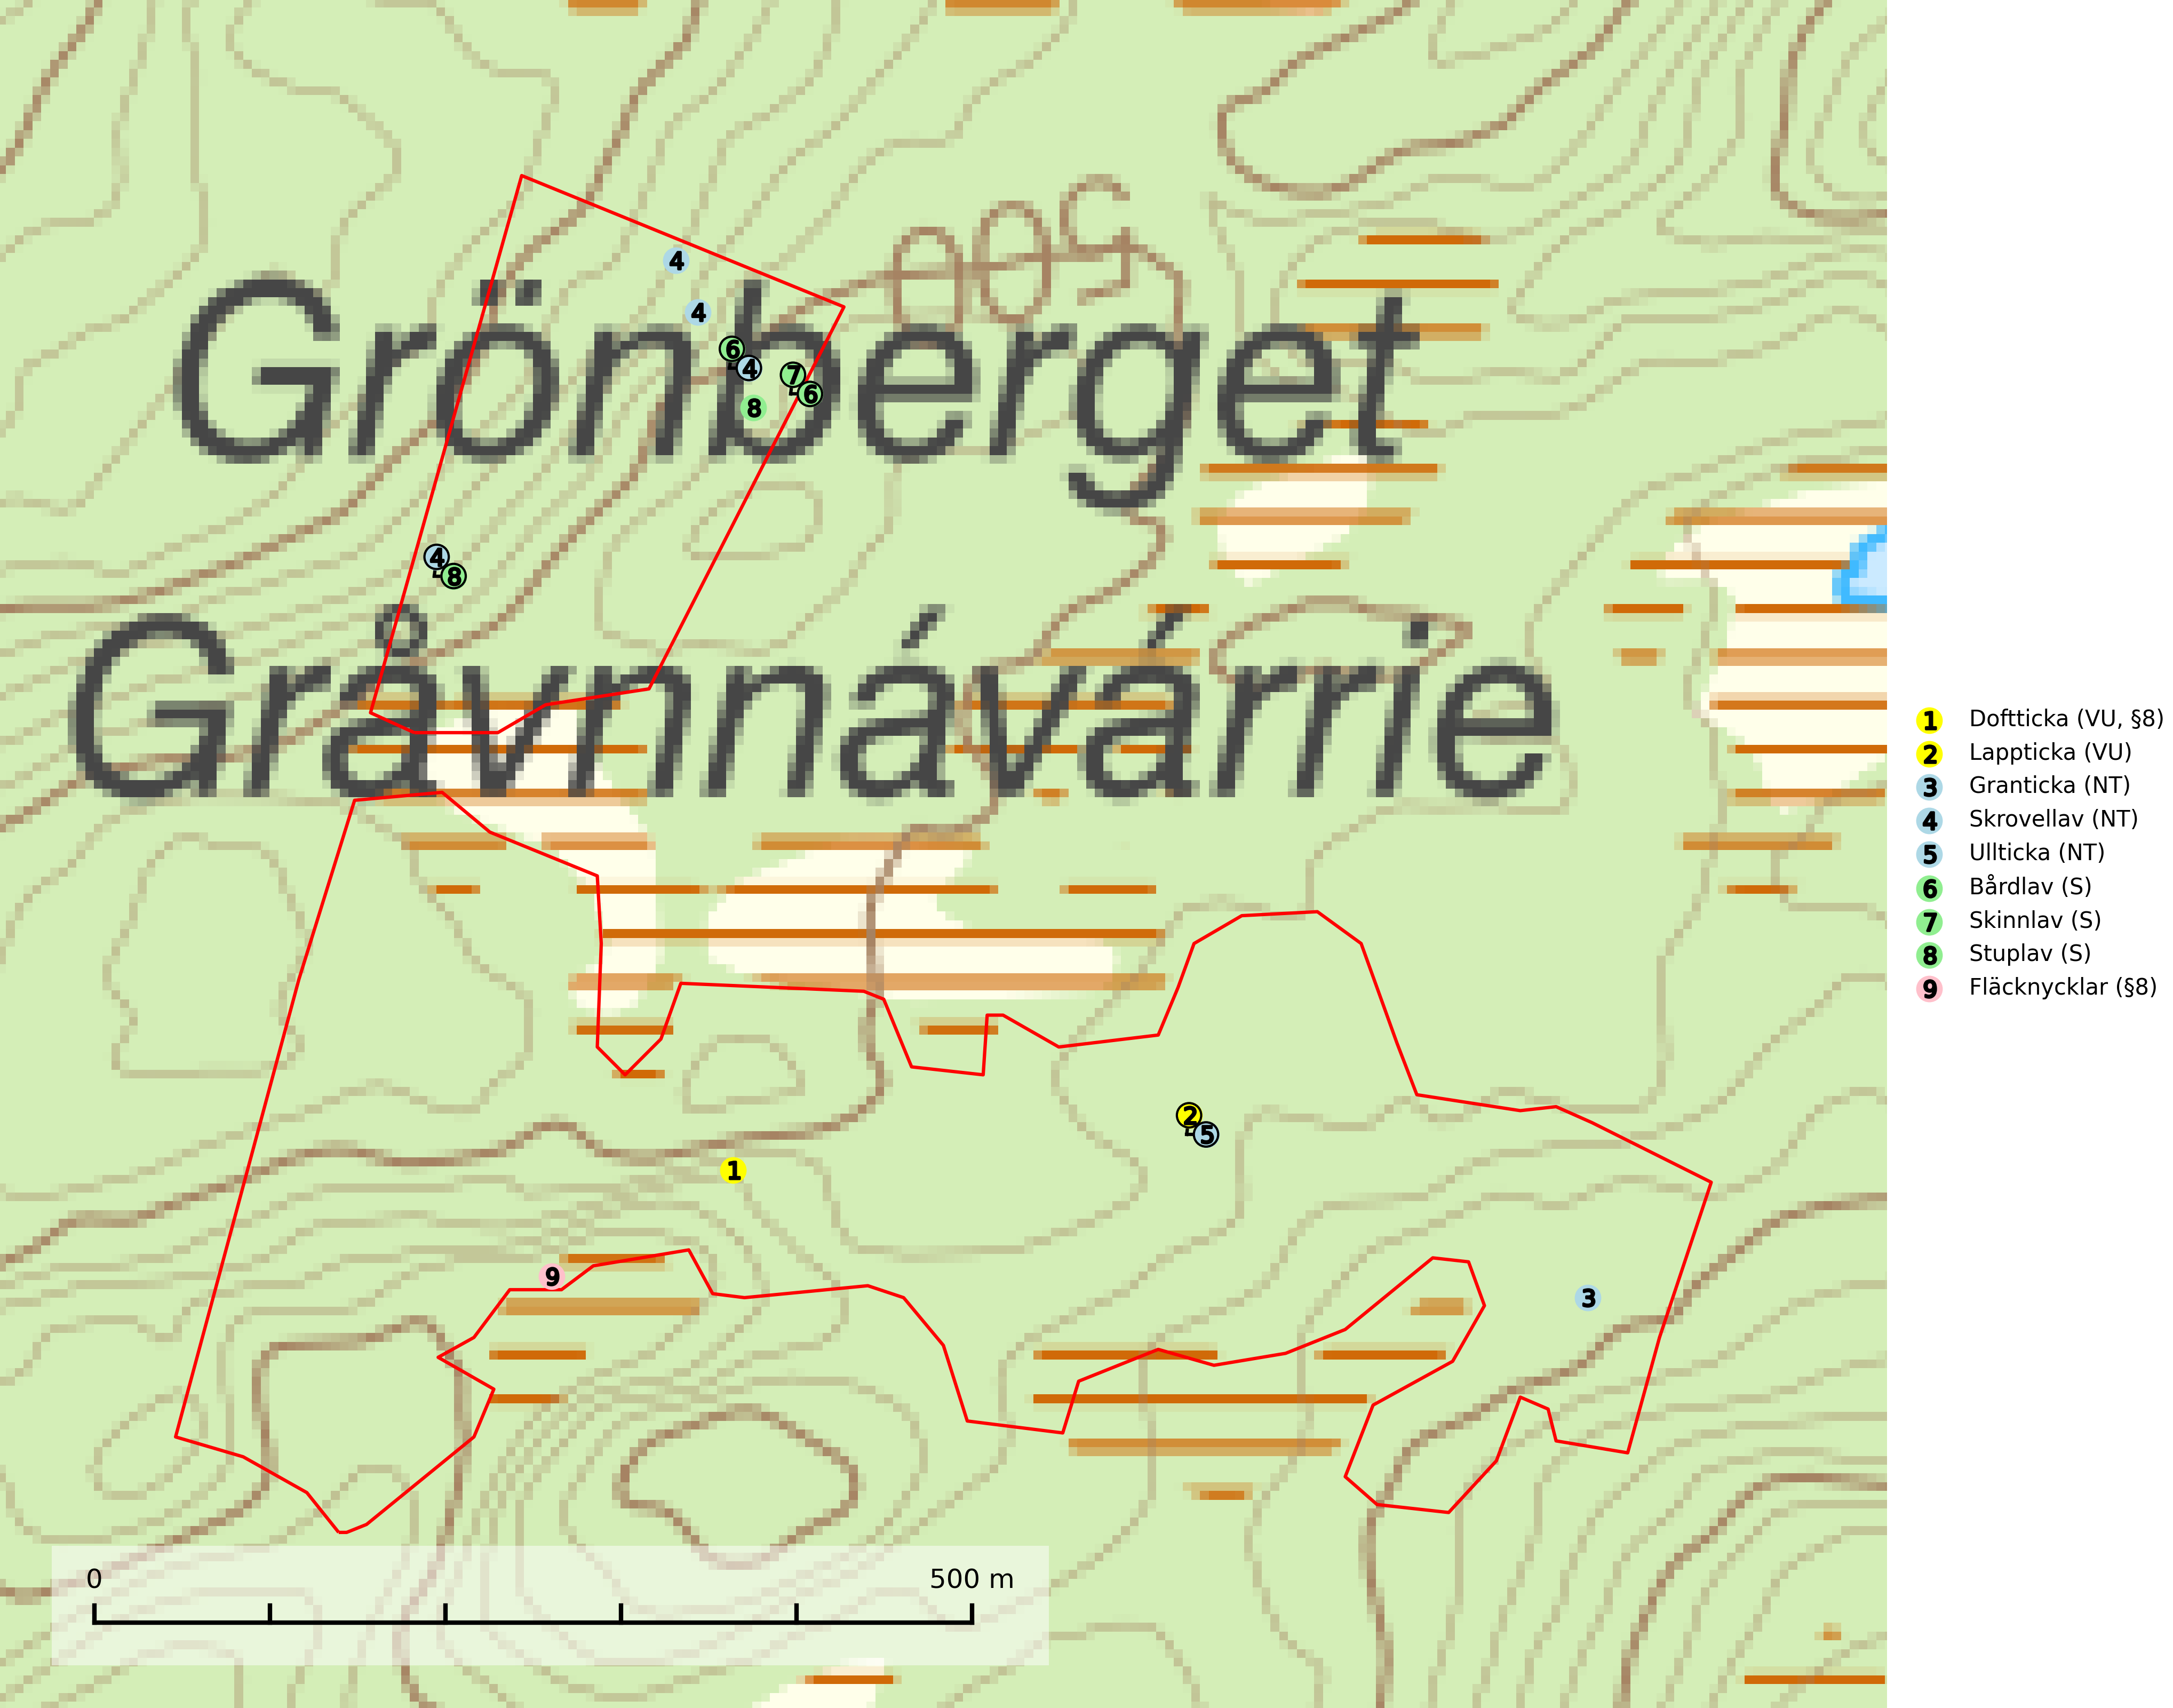 4
4
Grönberget
6
4
7
6
8
4
8
Gråvnnávárrie
2
5
1
9
3
0 500 m
1 Doftticka (VU, §8)
2 Lappticka (VU)
3 Granticka (NT)
4 Skrovellav (NT)
5 Ullticka (NT)
6 Bårdlav (S)
7 Skinnlav (S)
8 Stuplav (S)
9 Fläcknycklar (§8)